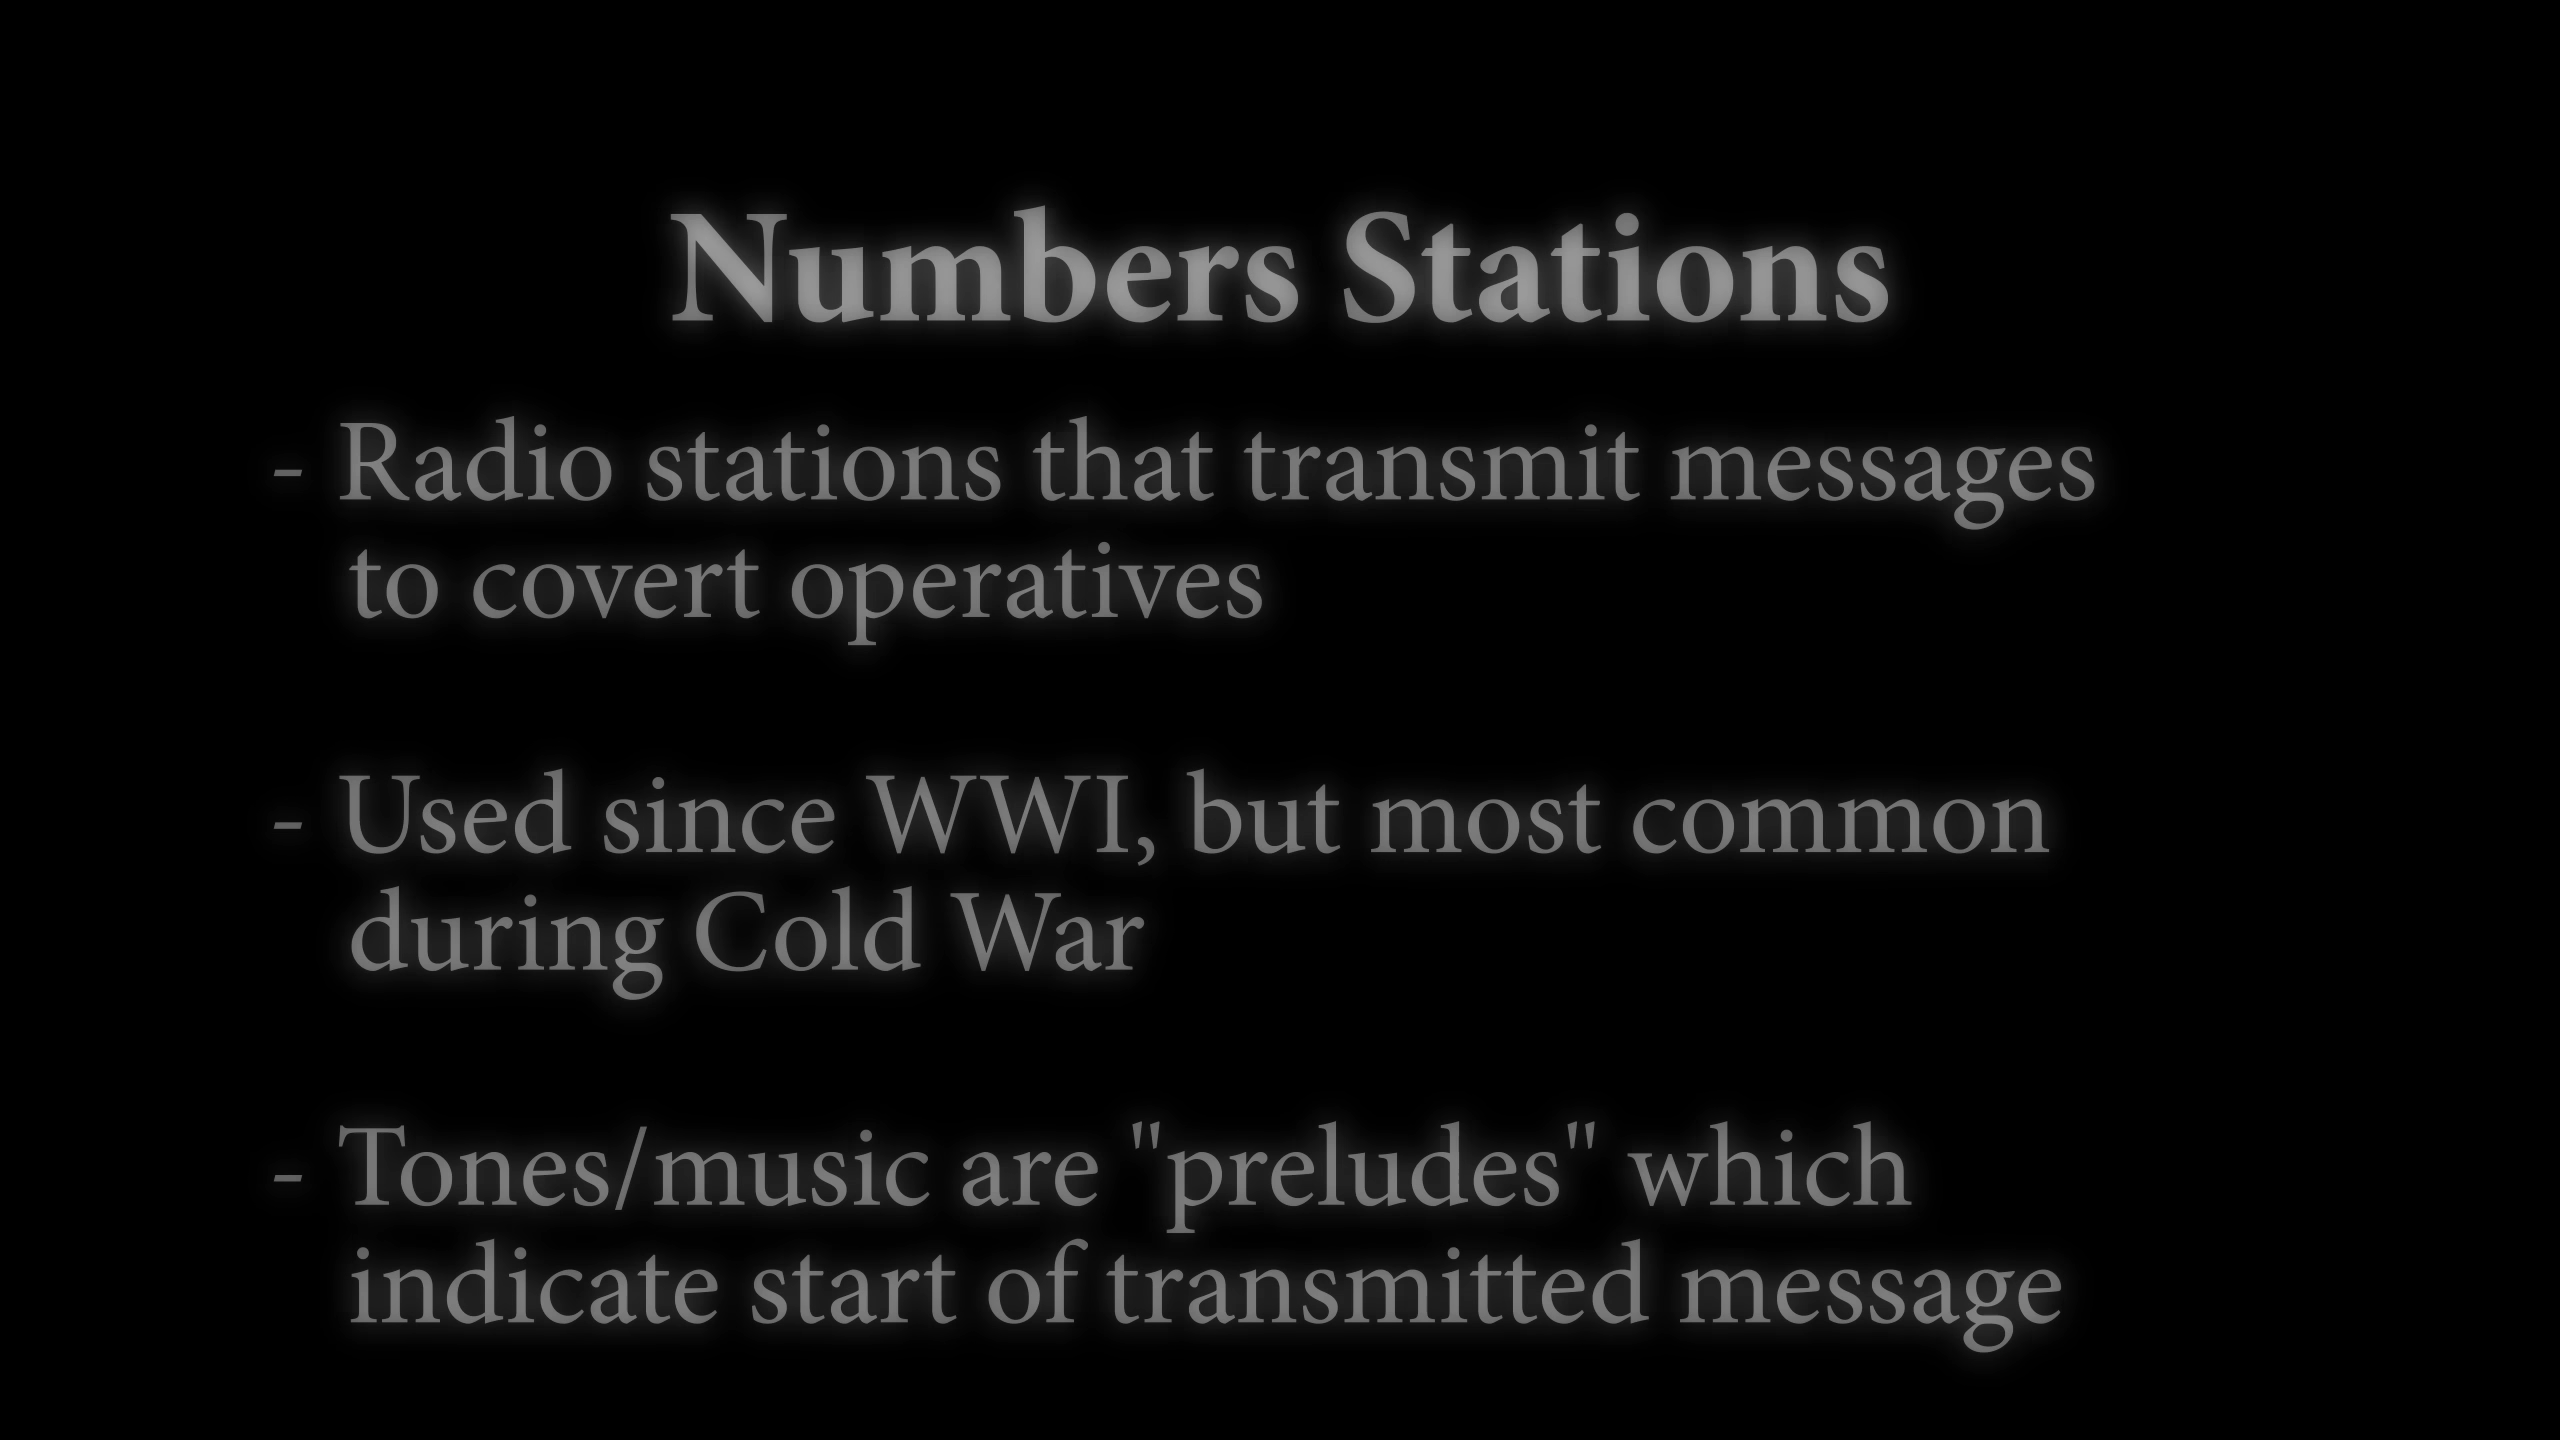 Numbers Stations
- Radio stations that transmit messages
to covert operatives
- Used since WWI, but most common
during Cold War
- Tones/music are "preludes" which
indicate start of transmitted message